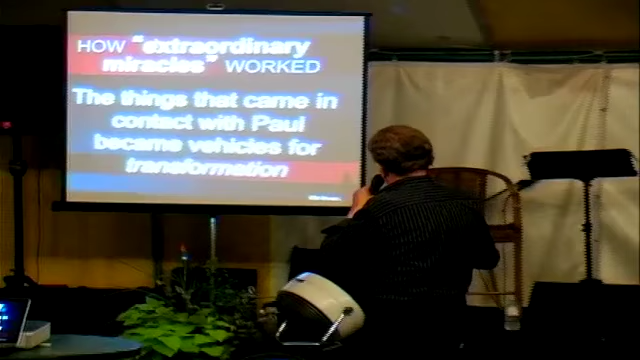 HOW "extraordinary
miracles" WORKED
The things that came in
contact with Paul
became vehicles for
transformation